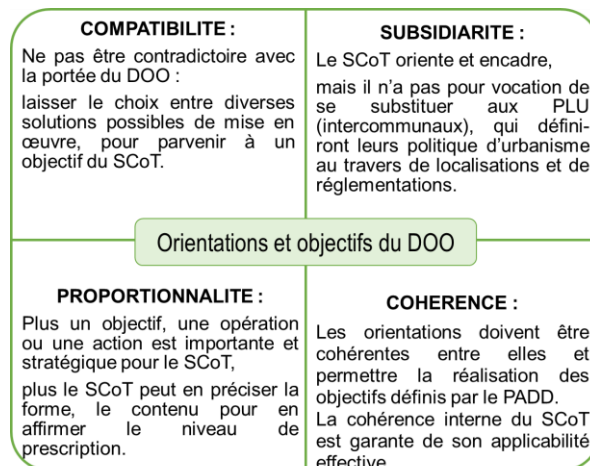 COMPATIBILITE :
Ne pas être contradictoire avec
la portée du DOO :
laisser le choix entre diverses
solutions possibles de mise en
œuvre, pour parvenir à un
objectif du SCoT.
SUBSIDIARITE :
Le SCoT oriente et encadre,
mais il n'a pas pour vocation de
se substituer aux PLU
(intercommunaux), qui défini-
ront leurs politique d'urbanisme
au travers de localisations et de
réglementations.
Orientations et objectifs du DOO
PROPORTIONNALITE :
Plus un objectif, une opération
ou une action est importante et
stratégique pour le SCoT,
plus le SCoT peut en préciser la
forme, le contenu pour en
affirmer le niveau de
prescription.
COHERENCE :
Les orientations doivent être
cohérentes entre elles et
permettre la réalisation des
objectifs définis par le PADD.
La cohérence interne du SCoT
est garante de son applicabilité
effective